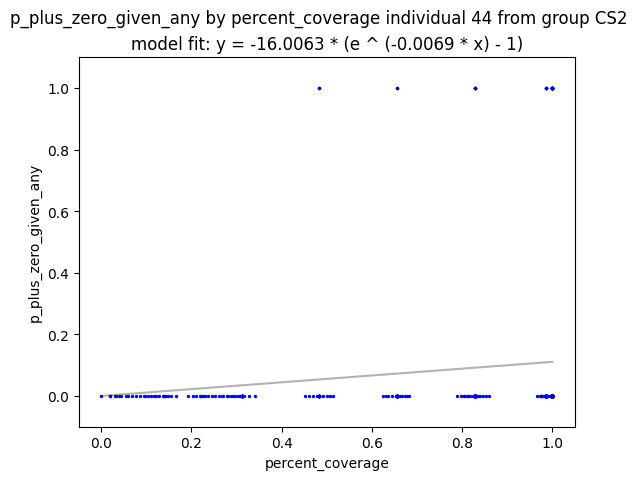 p_plus_zero_given_any by percent_coverage individual 44 from group CS2
model fit: y = -16.0063 * (e ^ (-0.0069 * x) - 1)
1.0
0.8
0.6
0.4
0.2
0.0
p_plus_zero_given_any
0.0 0.2 0.4 0.6 0.8 1.0
percent_coverage